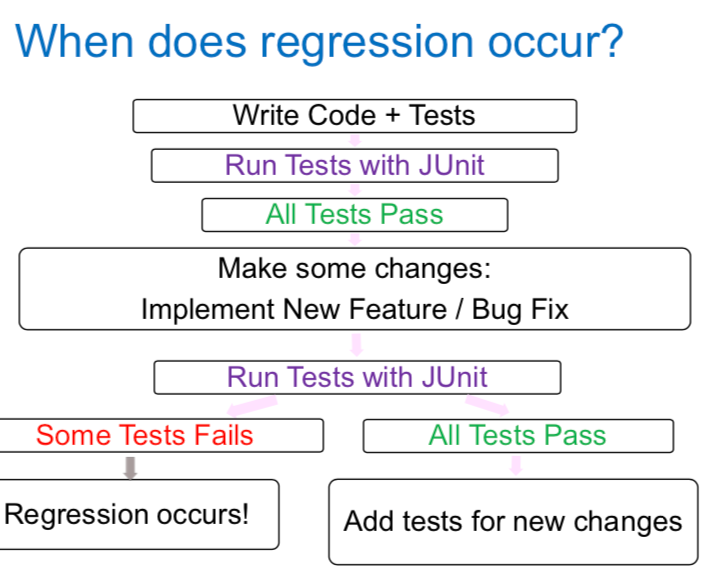 When does regression occur?
Write Code + Tests
Run Tests with JUnit
All Tests Pass
Make some changes:
Implement New Feature / Bug Fix
Run Tests with JUnit
Some Tests Fails
All Tests Pass
Regression occurs!
Add tests for new changes